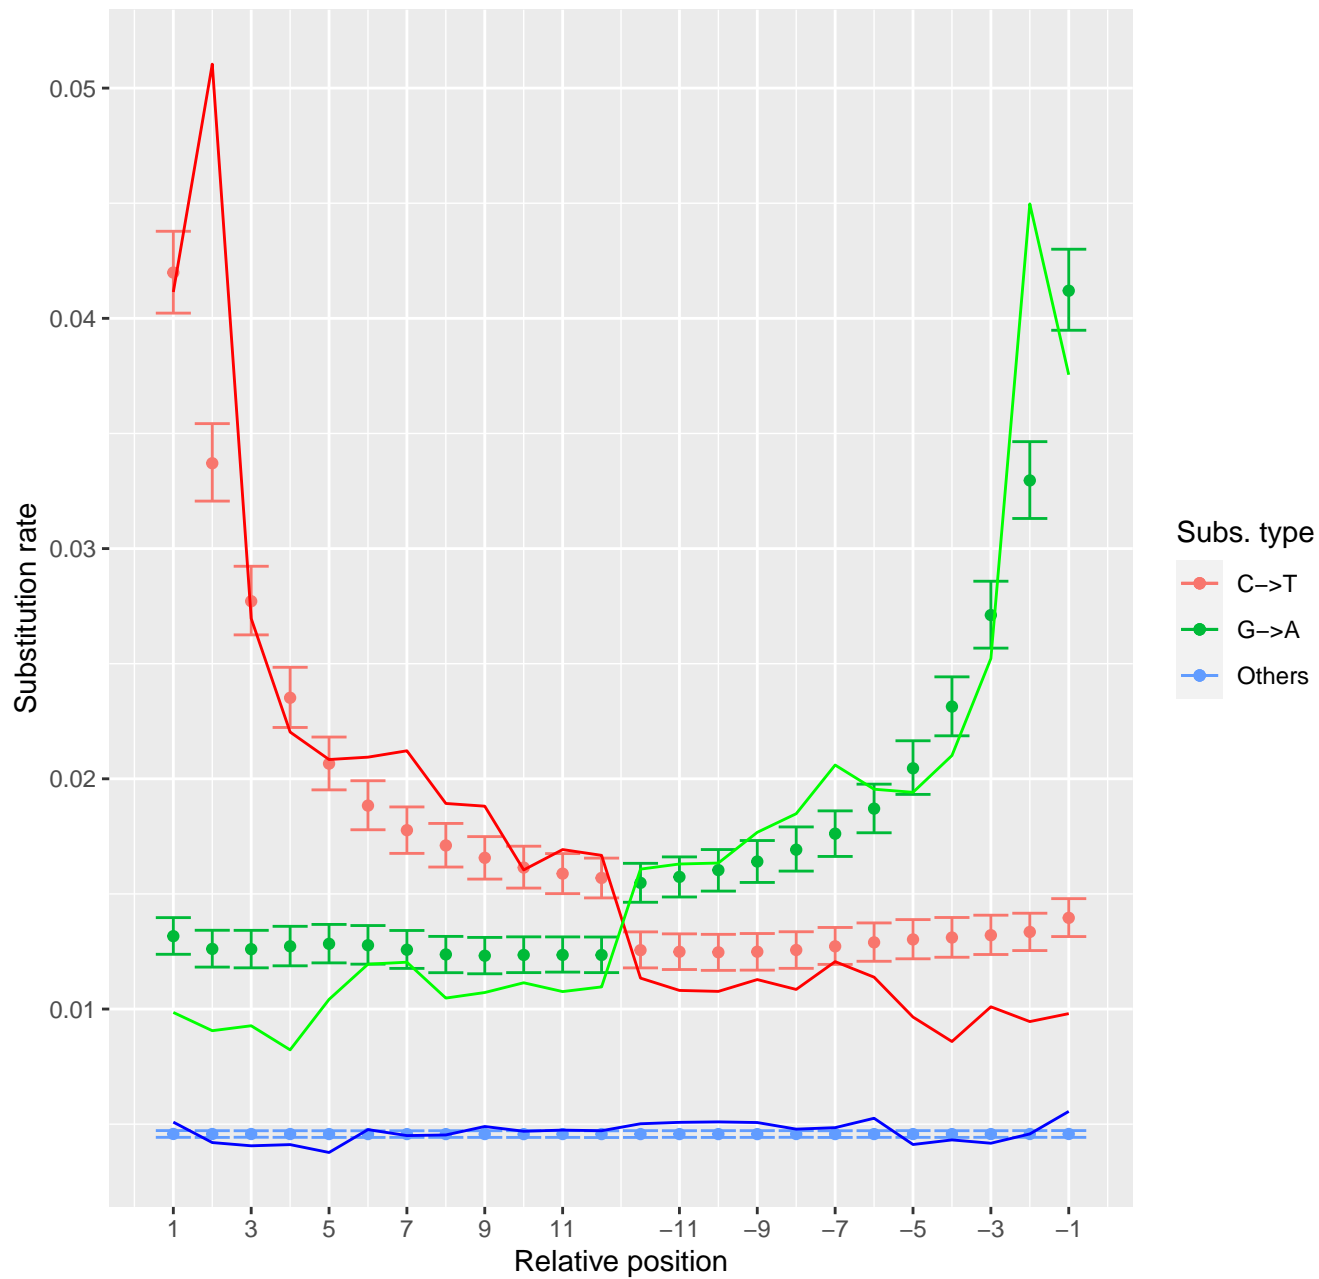 0.05
0.04
0.03
0.02
0.01
Substitution rate
1 3 5 7 9 11 −11 −9 −7 −5 −3 −1
Relative position
Subs. type
C−>T
G−>A
Others